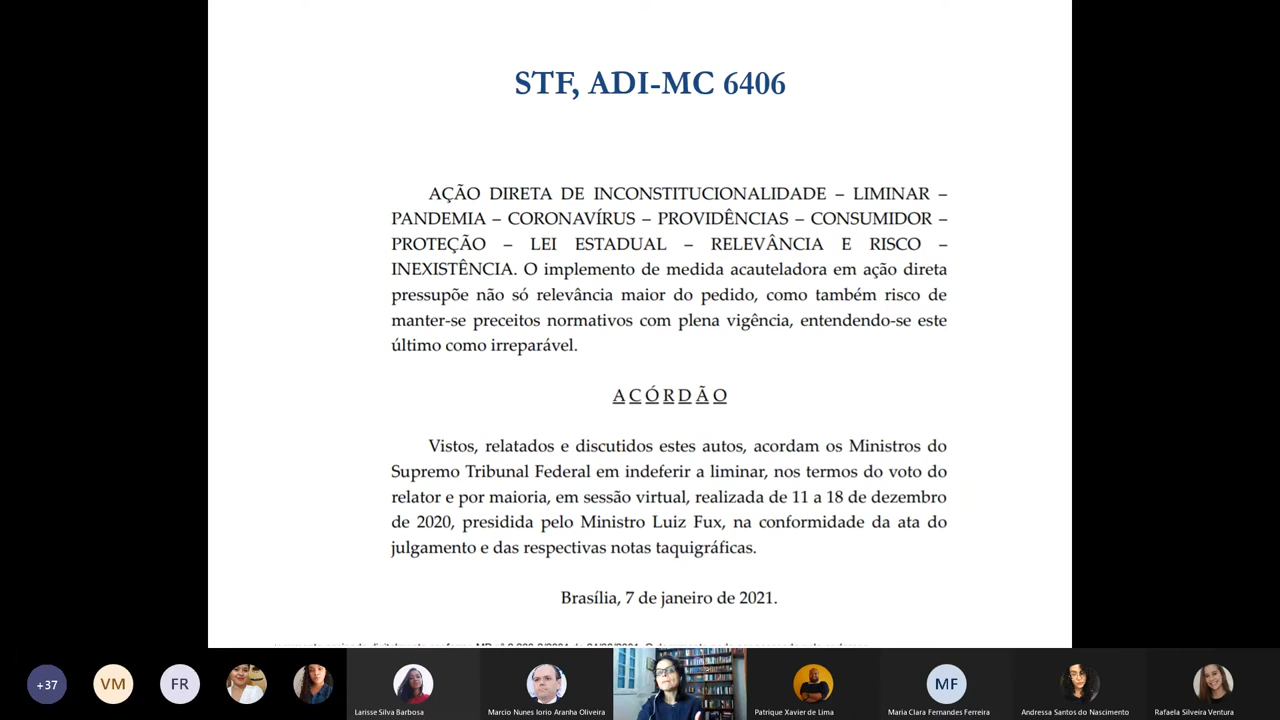 STF, ADI-MC 6406
AÇÃO DIRETA DE INCONSTITUCIONALIDADE – LIMINAR –
PANDEMIA – CORONAVÍRUS – PROVIDÊNCIAS – CONSUMIDOR –
PROTEÇÃO – LEI ESTADUAL – RELEVÂNCIA E RISCO –
INEXISTÊNCIA. O implemento de medida acauteladora em ação direta
pressupõe não só relevância maior do pedido, como também risco de
manter-se preceitos normativos com plena vigência, entendendo-se este
último como irreparável.
A C Ó R D Ã O
Vistos, relatados e discutidos estes autos, acordam os Ministros do
Supremo Tribunal Federal em indeferir a liminar, nos termos do voto do
relator e por maioria, em sessão virtual, realizada de 11 a 18 de dezembro
de 2020, presidida pelo Ministro Luiz Fux, na conformidade da ata do
julgamento e das respectivas notas taquigráficas.
Brasília, 7 de janeiro de 2021.
+37
VM
FR
MF
Larisse Silva Barbosa
Marcio Nunes Iorio Aranha Oliveira
Patrique Xavier de Lima
Maria Clara Fernandes Ferreira
Andressa Santos do Nascimento
Rafaela Silveira Ventura